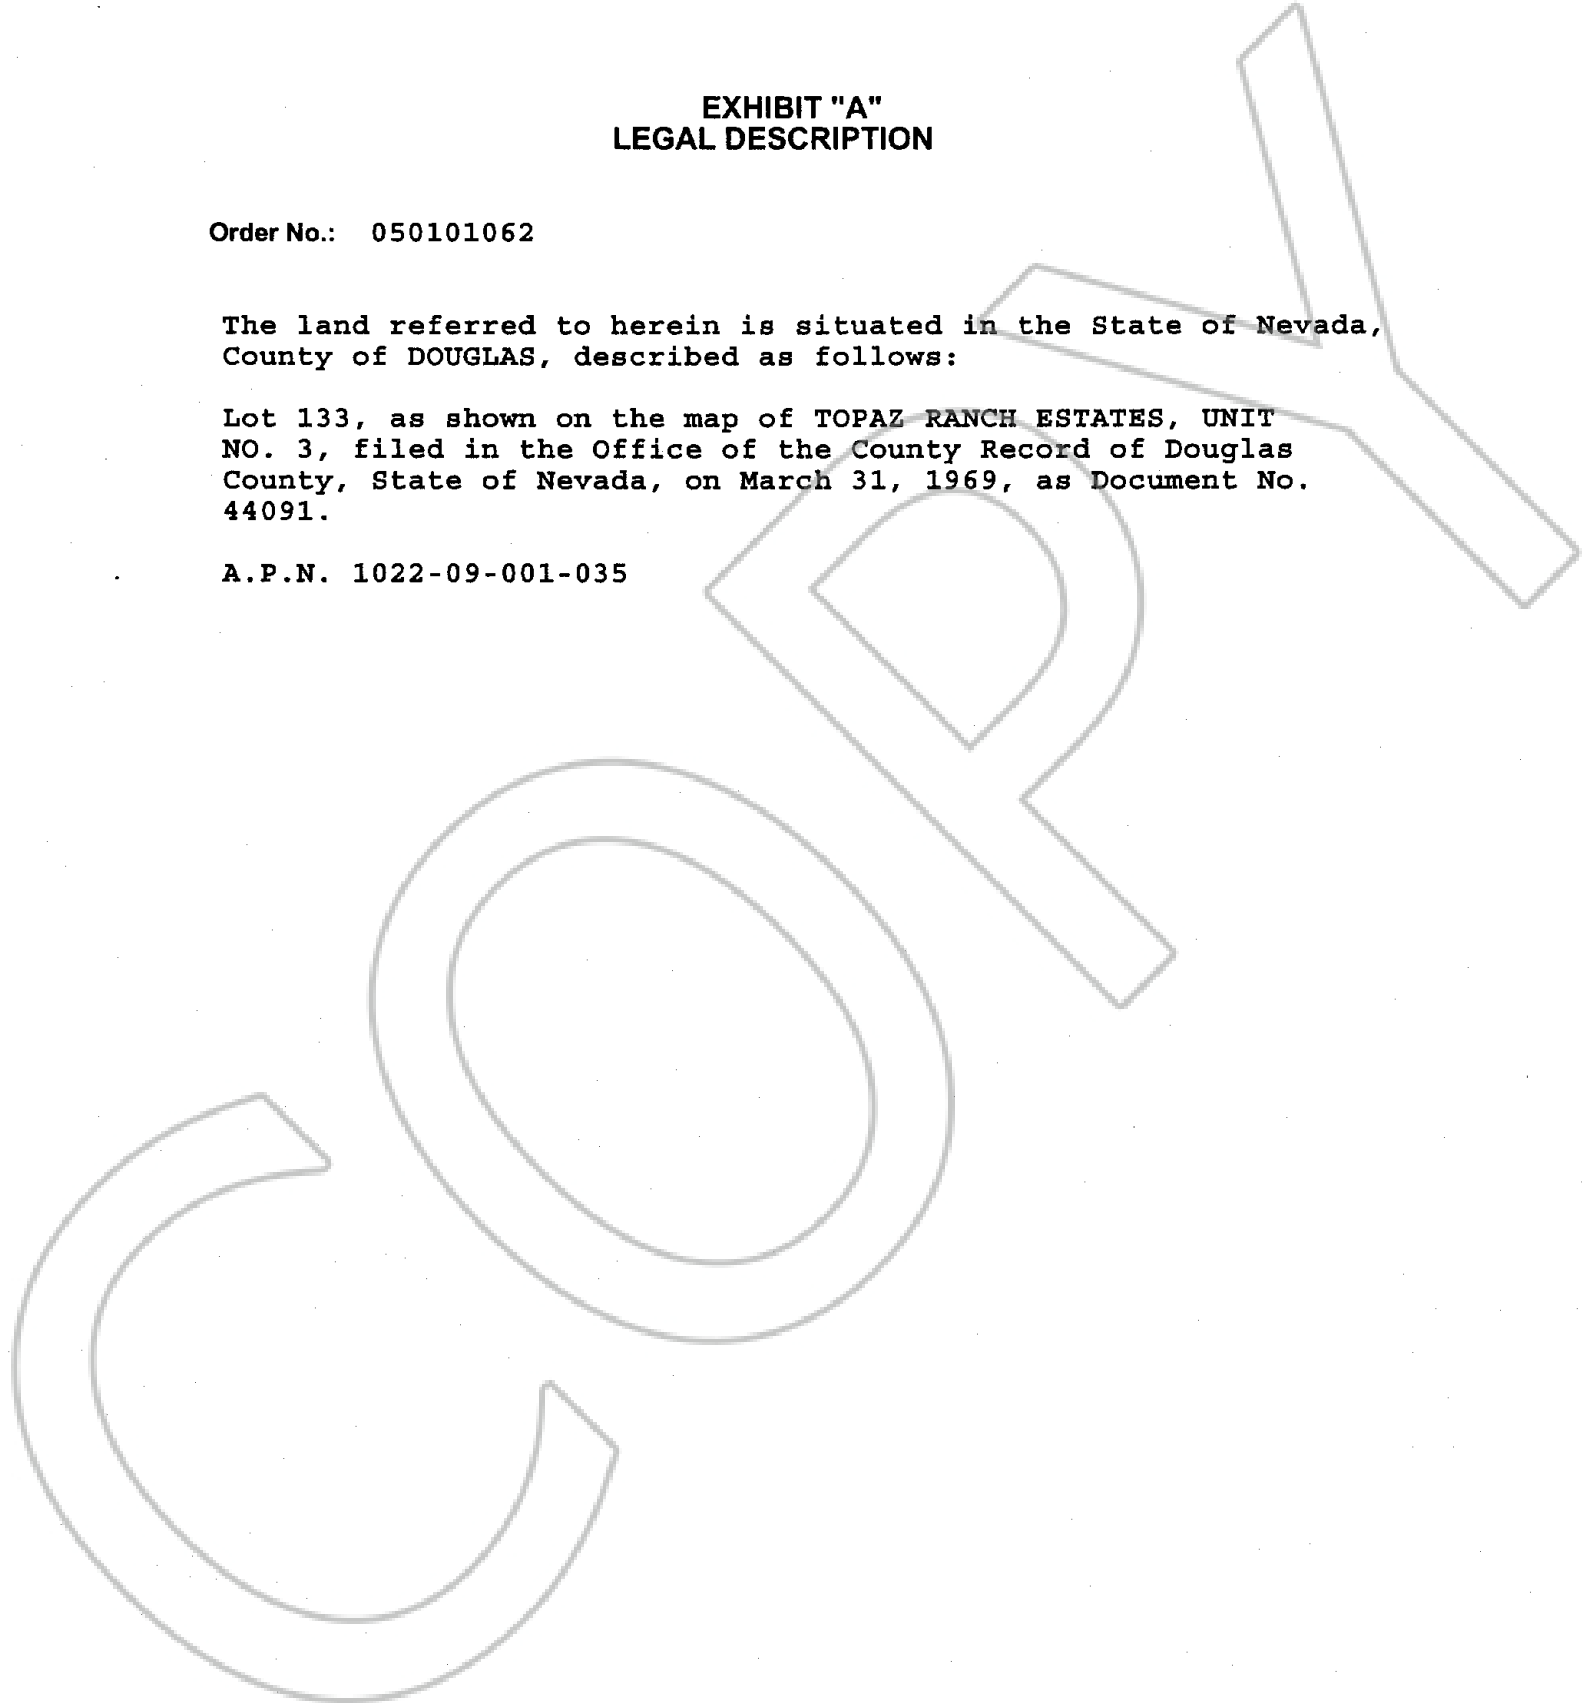 EXHIBIT "A"
LEGAL DESCRIPTION
Order No.: 050101062
The land referred to herein is situated in the State of Nevada,
County of DOUGLAS, described as follows:
Lot 133, as shown on the map of TOPAZ RANCH ESTATES, UNIT
NO. 3, filed in the Office of the County Record of Douglas
County, State of Nevada, on March 31, 1969, as Document No.
44091.
A.P.N. 1022-09-001-035
COPY